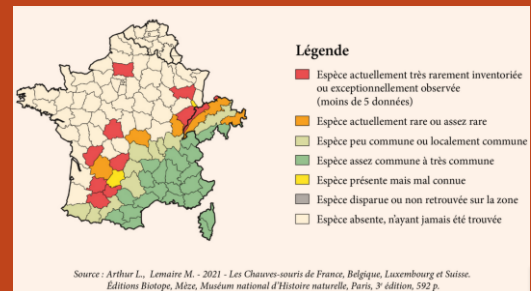 Légende
Espèce actuellement très rarement inventoriée
ou exceptionnellement observée
(moins de 5 données)
Espèce actuellement rare ou assez rare
Espèce peu commune ou localement commune
Espèce assez commune à très commune
Espèce présente mais mal connue
Espèce disparue ou non retrouvée sur la zone
Espèce absente, n'ayant jamais été trouvée
Source : Arthur L., Lemaire M. - 2021 - Les Chauves-souris de France, Belgique, Luxembourg et Suisse.
Éditions Biotope, Mèze, Muséum national d'Histoire naturelle, Paris, 3e édition, 592 p.